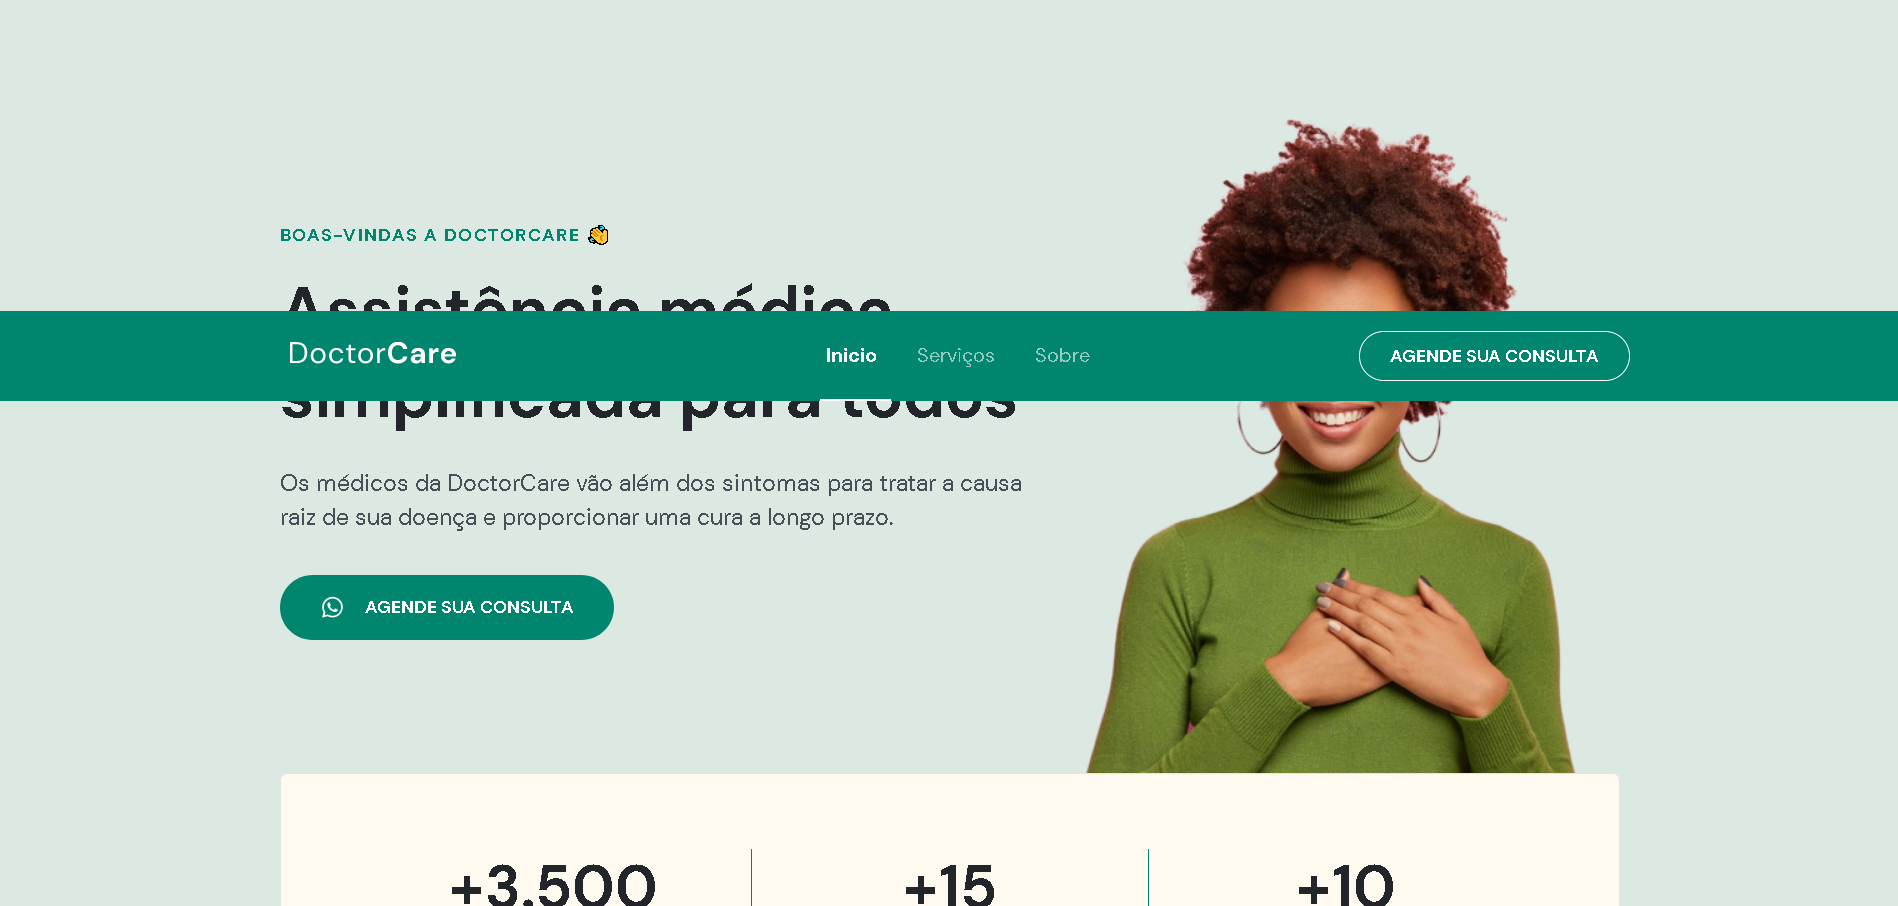 BOAS-VINDAS A DOCTORCARE 👋
Assistência médica
DoctorCare
Inicio
Serviços
Sobre
AGENDE SUA CONSULTA
simplificada para todos
Os médicos da DoctorCare vão além dos sintomas para tratar a causa
raiz de sua doença e proporcionar uma cura a longo prazo.
AGENDE SUA CONSULTA
+3.500
+15
+10